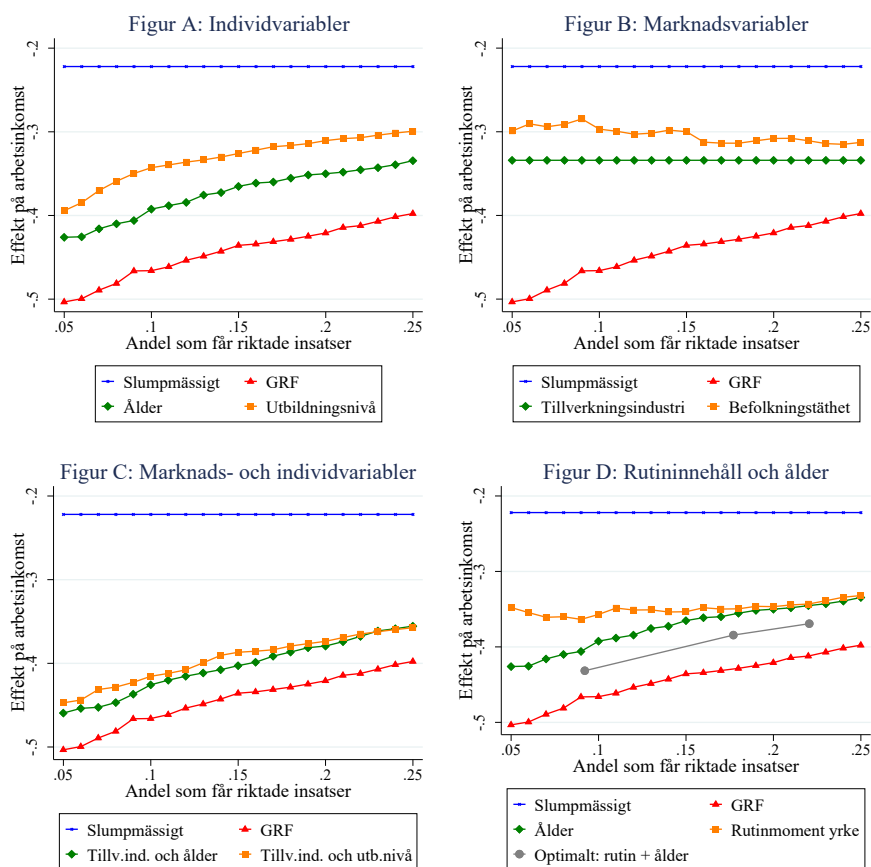 Figur A: Individvariabler
Effekt på arbetsinkomst
-.2
-.3
-.4
-.5
.05 .1 .15 .2 .25
Andel som får riktade insatser
Slumpmässigt GRF
Ålder Utbildningsnivå
Figur B: Marknadsvariabler
Effekt på arbetsinkomst
-.2
-.3
-.4
-.5
.05 .1 .15 .2 .25
Andel som får riktade insatser
Slumpmässigt GRF
Tillverkningsindustri Befolkningstäthet
Figur C: Marknads- och individvariabler
Effekt på arbetsinkomst
-.2
-.3
-.4
-.5
.05 .1 .15 .2 .25
Andel som får riktade insatser
Slumpmässigt GRF
Tillv.ind. och ålder Tillv.ind. och utb.nivå
Figur D: Rutininnehåll och ålder
Effekt på arbetsinkomst
-.2
-.3
-.4
-.5
.05 .1 .15 .2 .25
Andel som får riktade insatser
Slumpmässigt GRF
Ålder Rutinmoment yrke
Optimalt: rutin + ålder